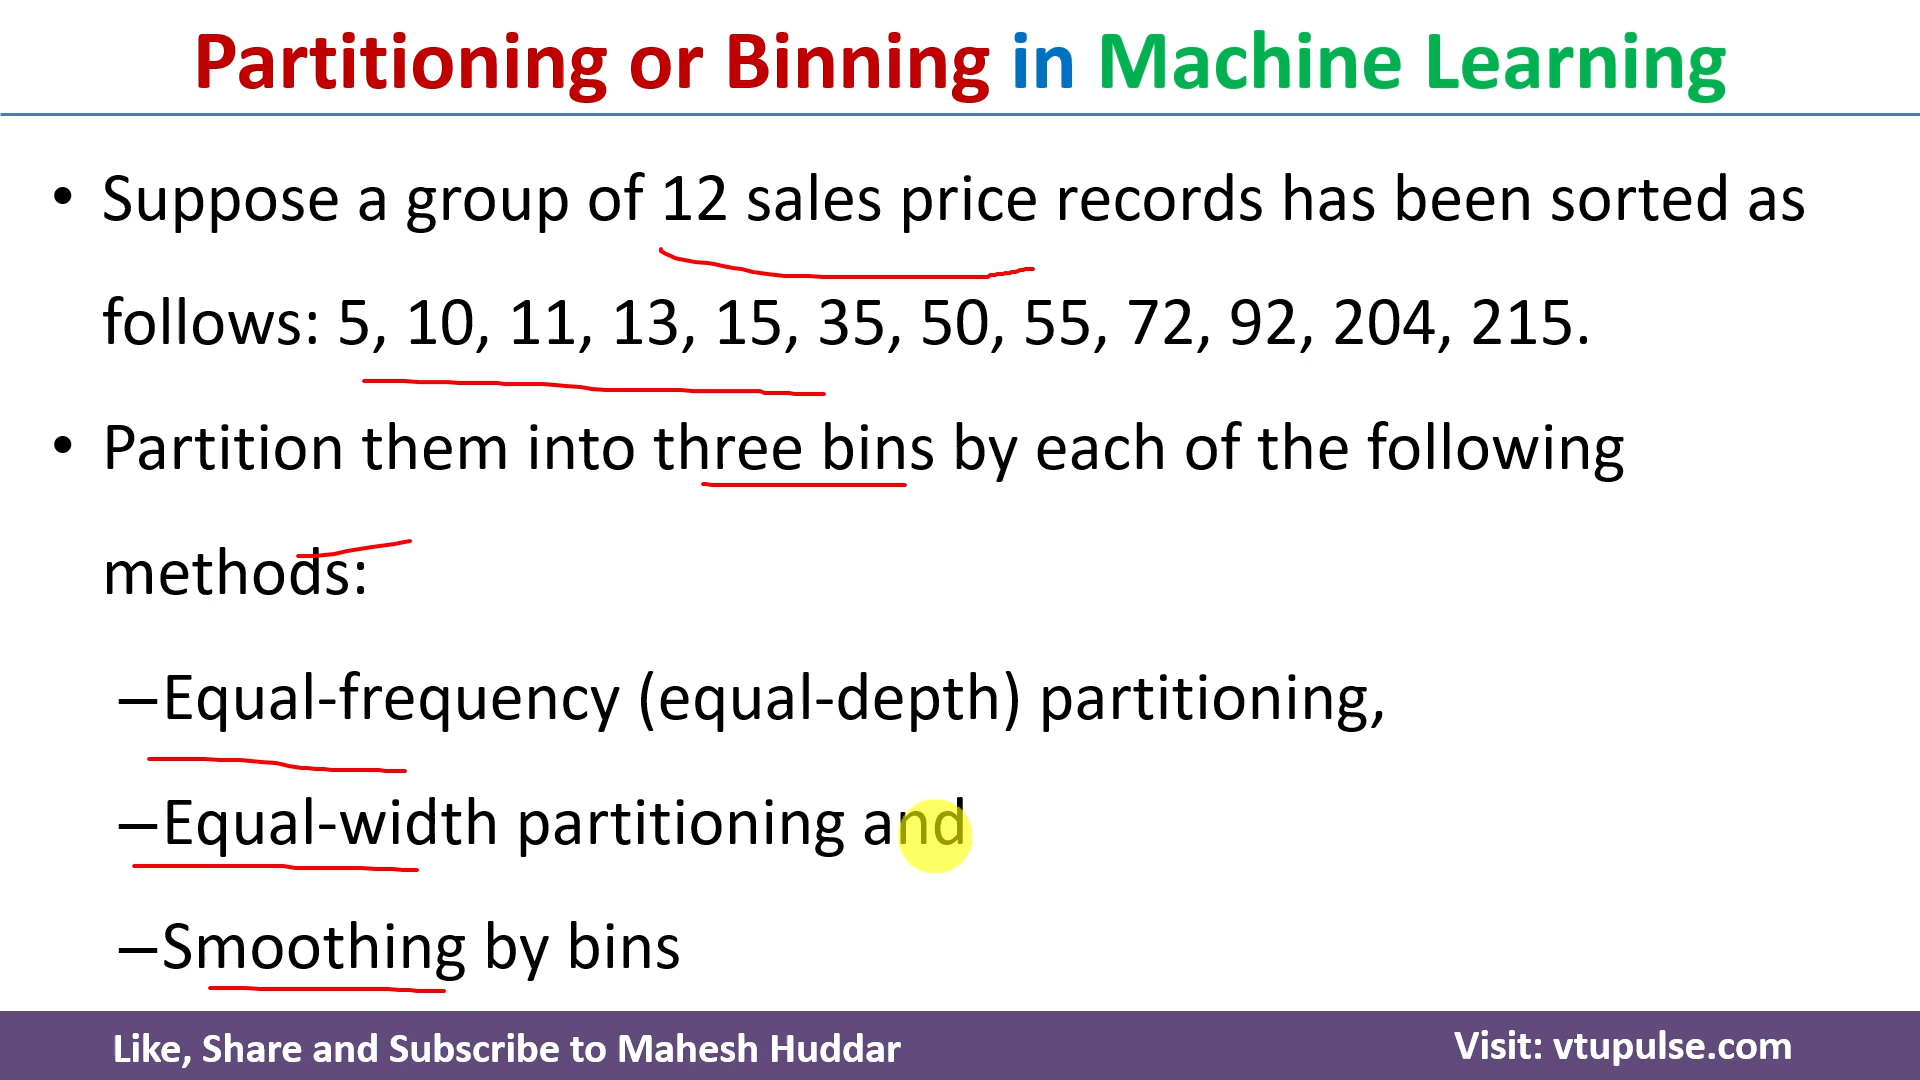 Partitioning or Binning in Machine Learning
• Suppose a group of 12 sales price records has been sorted as
follows: 5, 10, 11, 13, 15, 35, 50, 55, 72, 92, 204, 215.
• Partition them into three bins by each of the following
methods:
–Equal-frequency (equal-depth) partitioning,
–Equal-width partitioning and
–Smoothing by bins
Like, Share and Subscribe to Mahesh Huddar
Visit: vtupulse.com